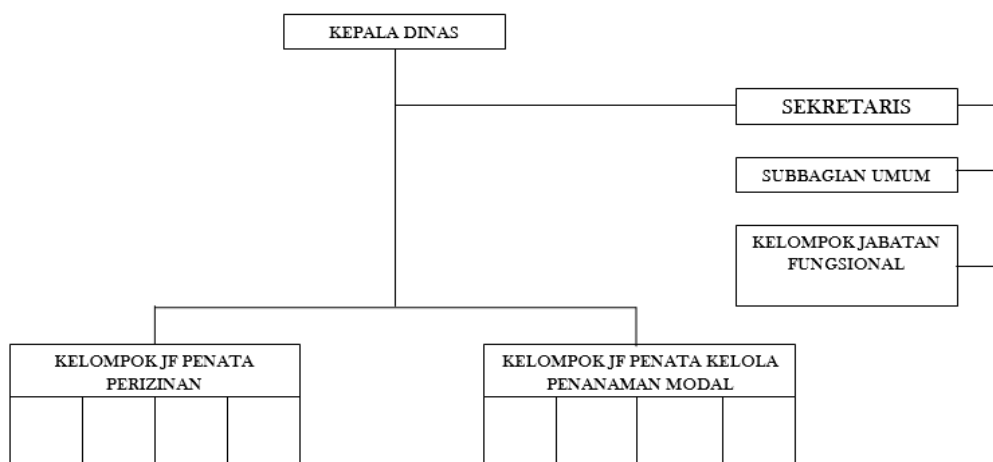 KEPALA DINAS
SEKRETARIS
SUBBAGIAN UMUM
KELOMPOK JABATAN
FUNGSIONAL
KELOMPOK JF PENATA
PERIZINAN
KELOMPOK JF PENATA KELOLA
PENANAMAN MODAL